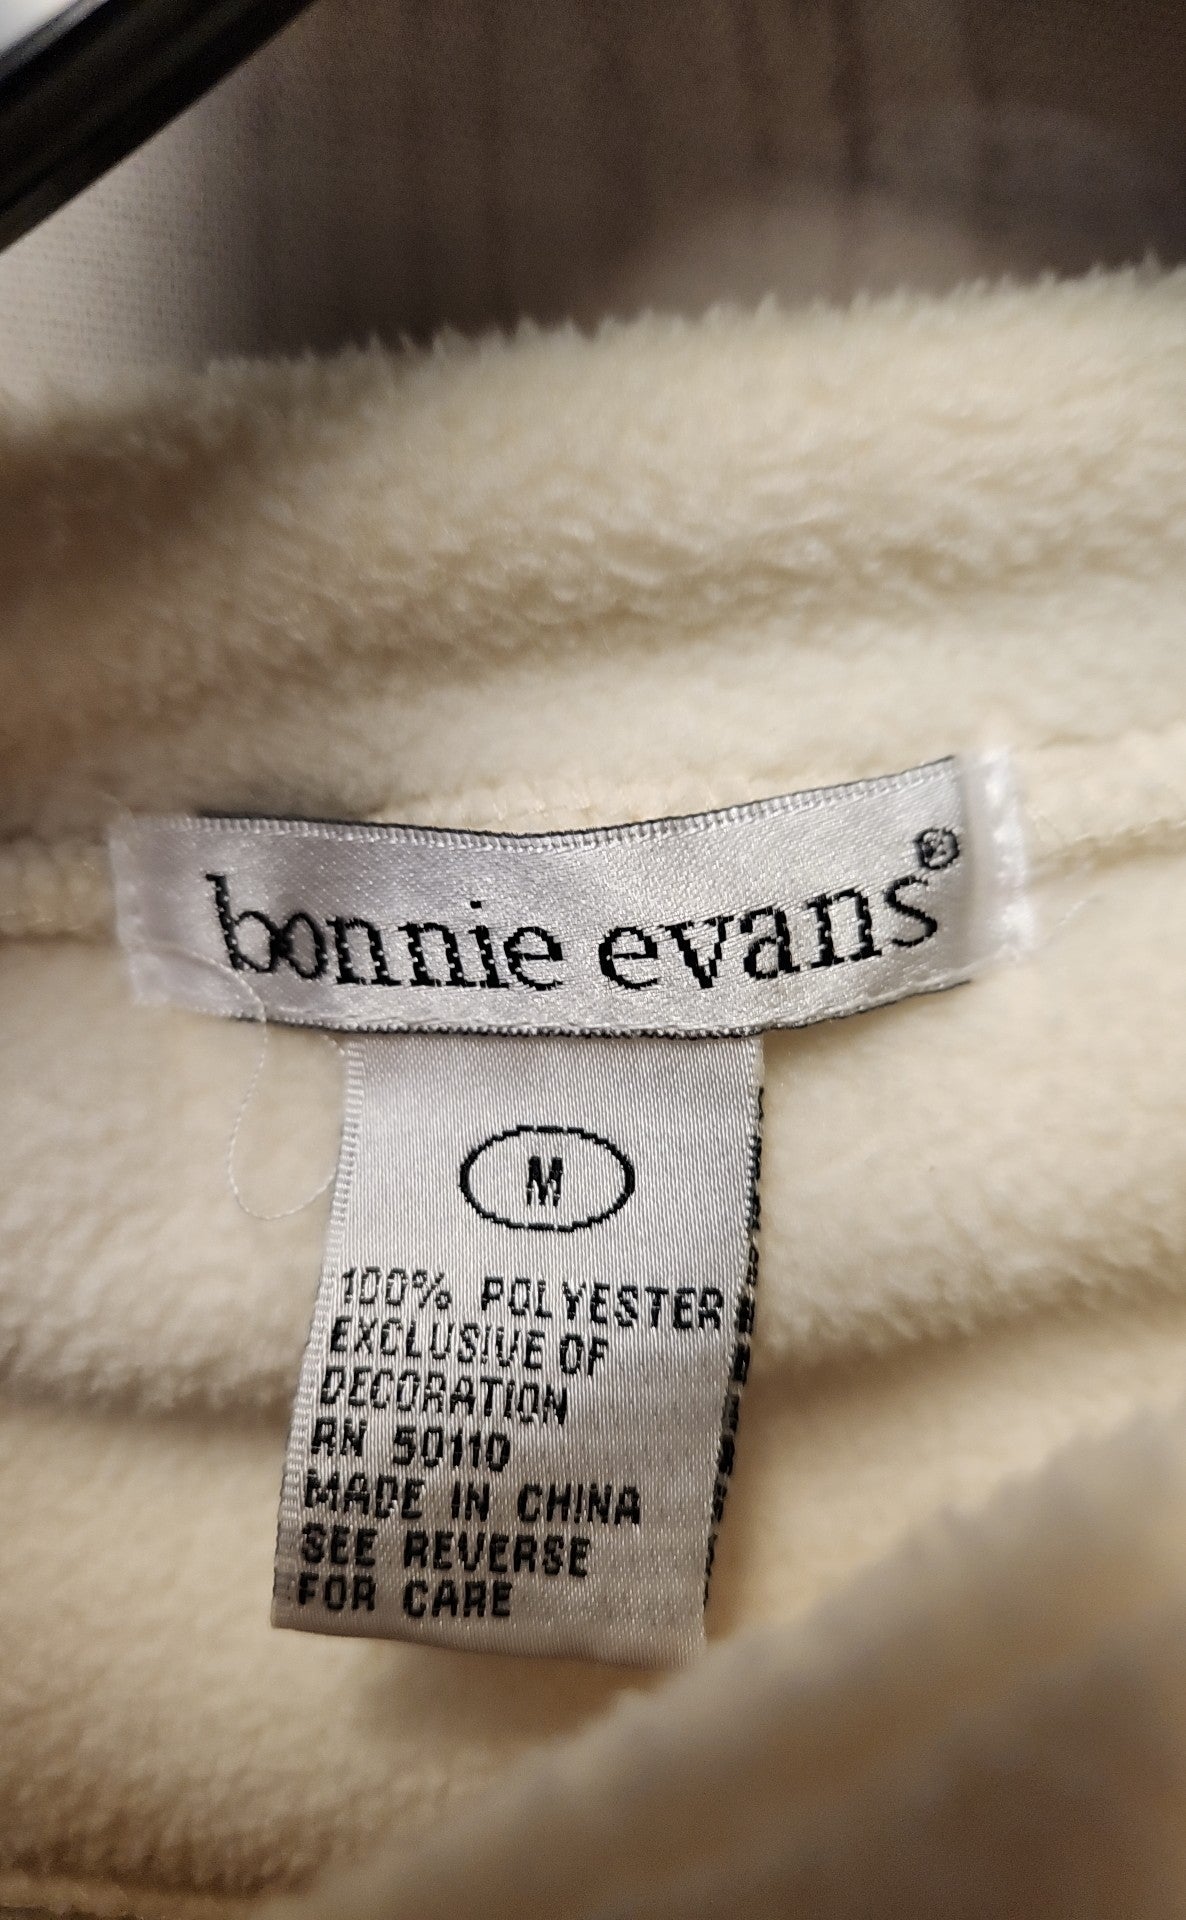 bonnie evans®
M
100% POLYESTER
EXCLUSIVE OF
DECORATION
RN 50110
MADE IN CHINA
SEE REVERSE
FOR CARE